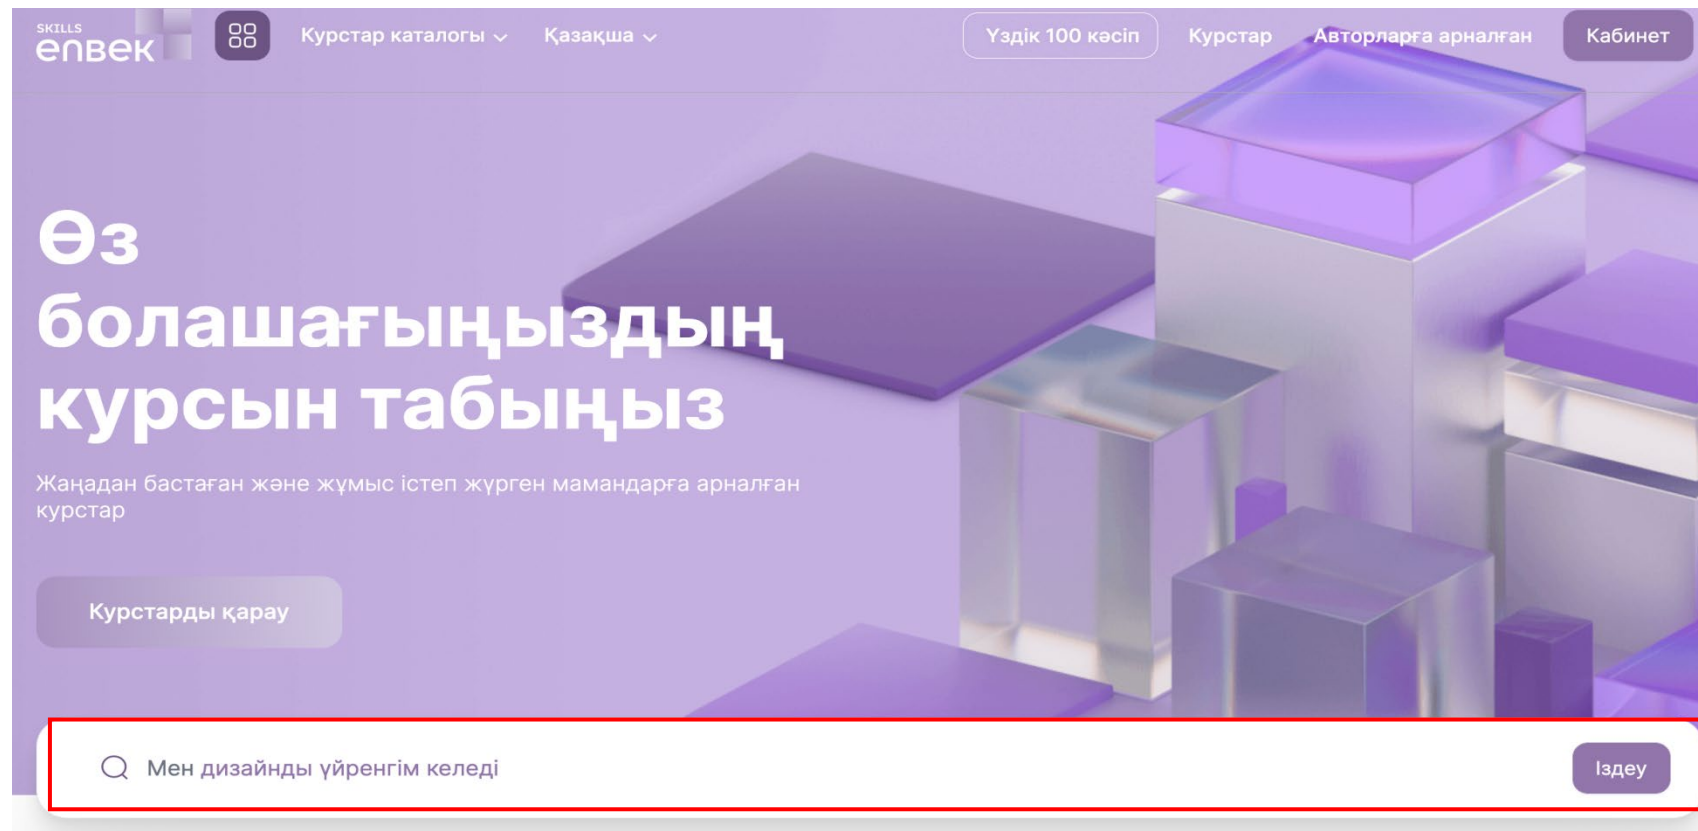 SKILLS
enbek
Курстар каталогы
Қазақша
Үздік 100 кәсіп
Курстар
Авторларға арналған
Кабинет
Өз
болашағыңыздың
курсын табыңыз
Жаңадан бастаған және жұмыс істеп жүрген мамандарға арналған
курстар
Курстарды қарау
Мен дизайнды үйренгім келеді
Іздеу